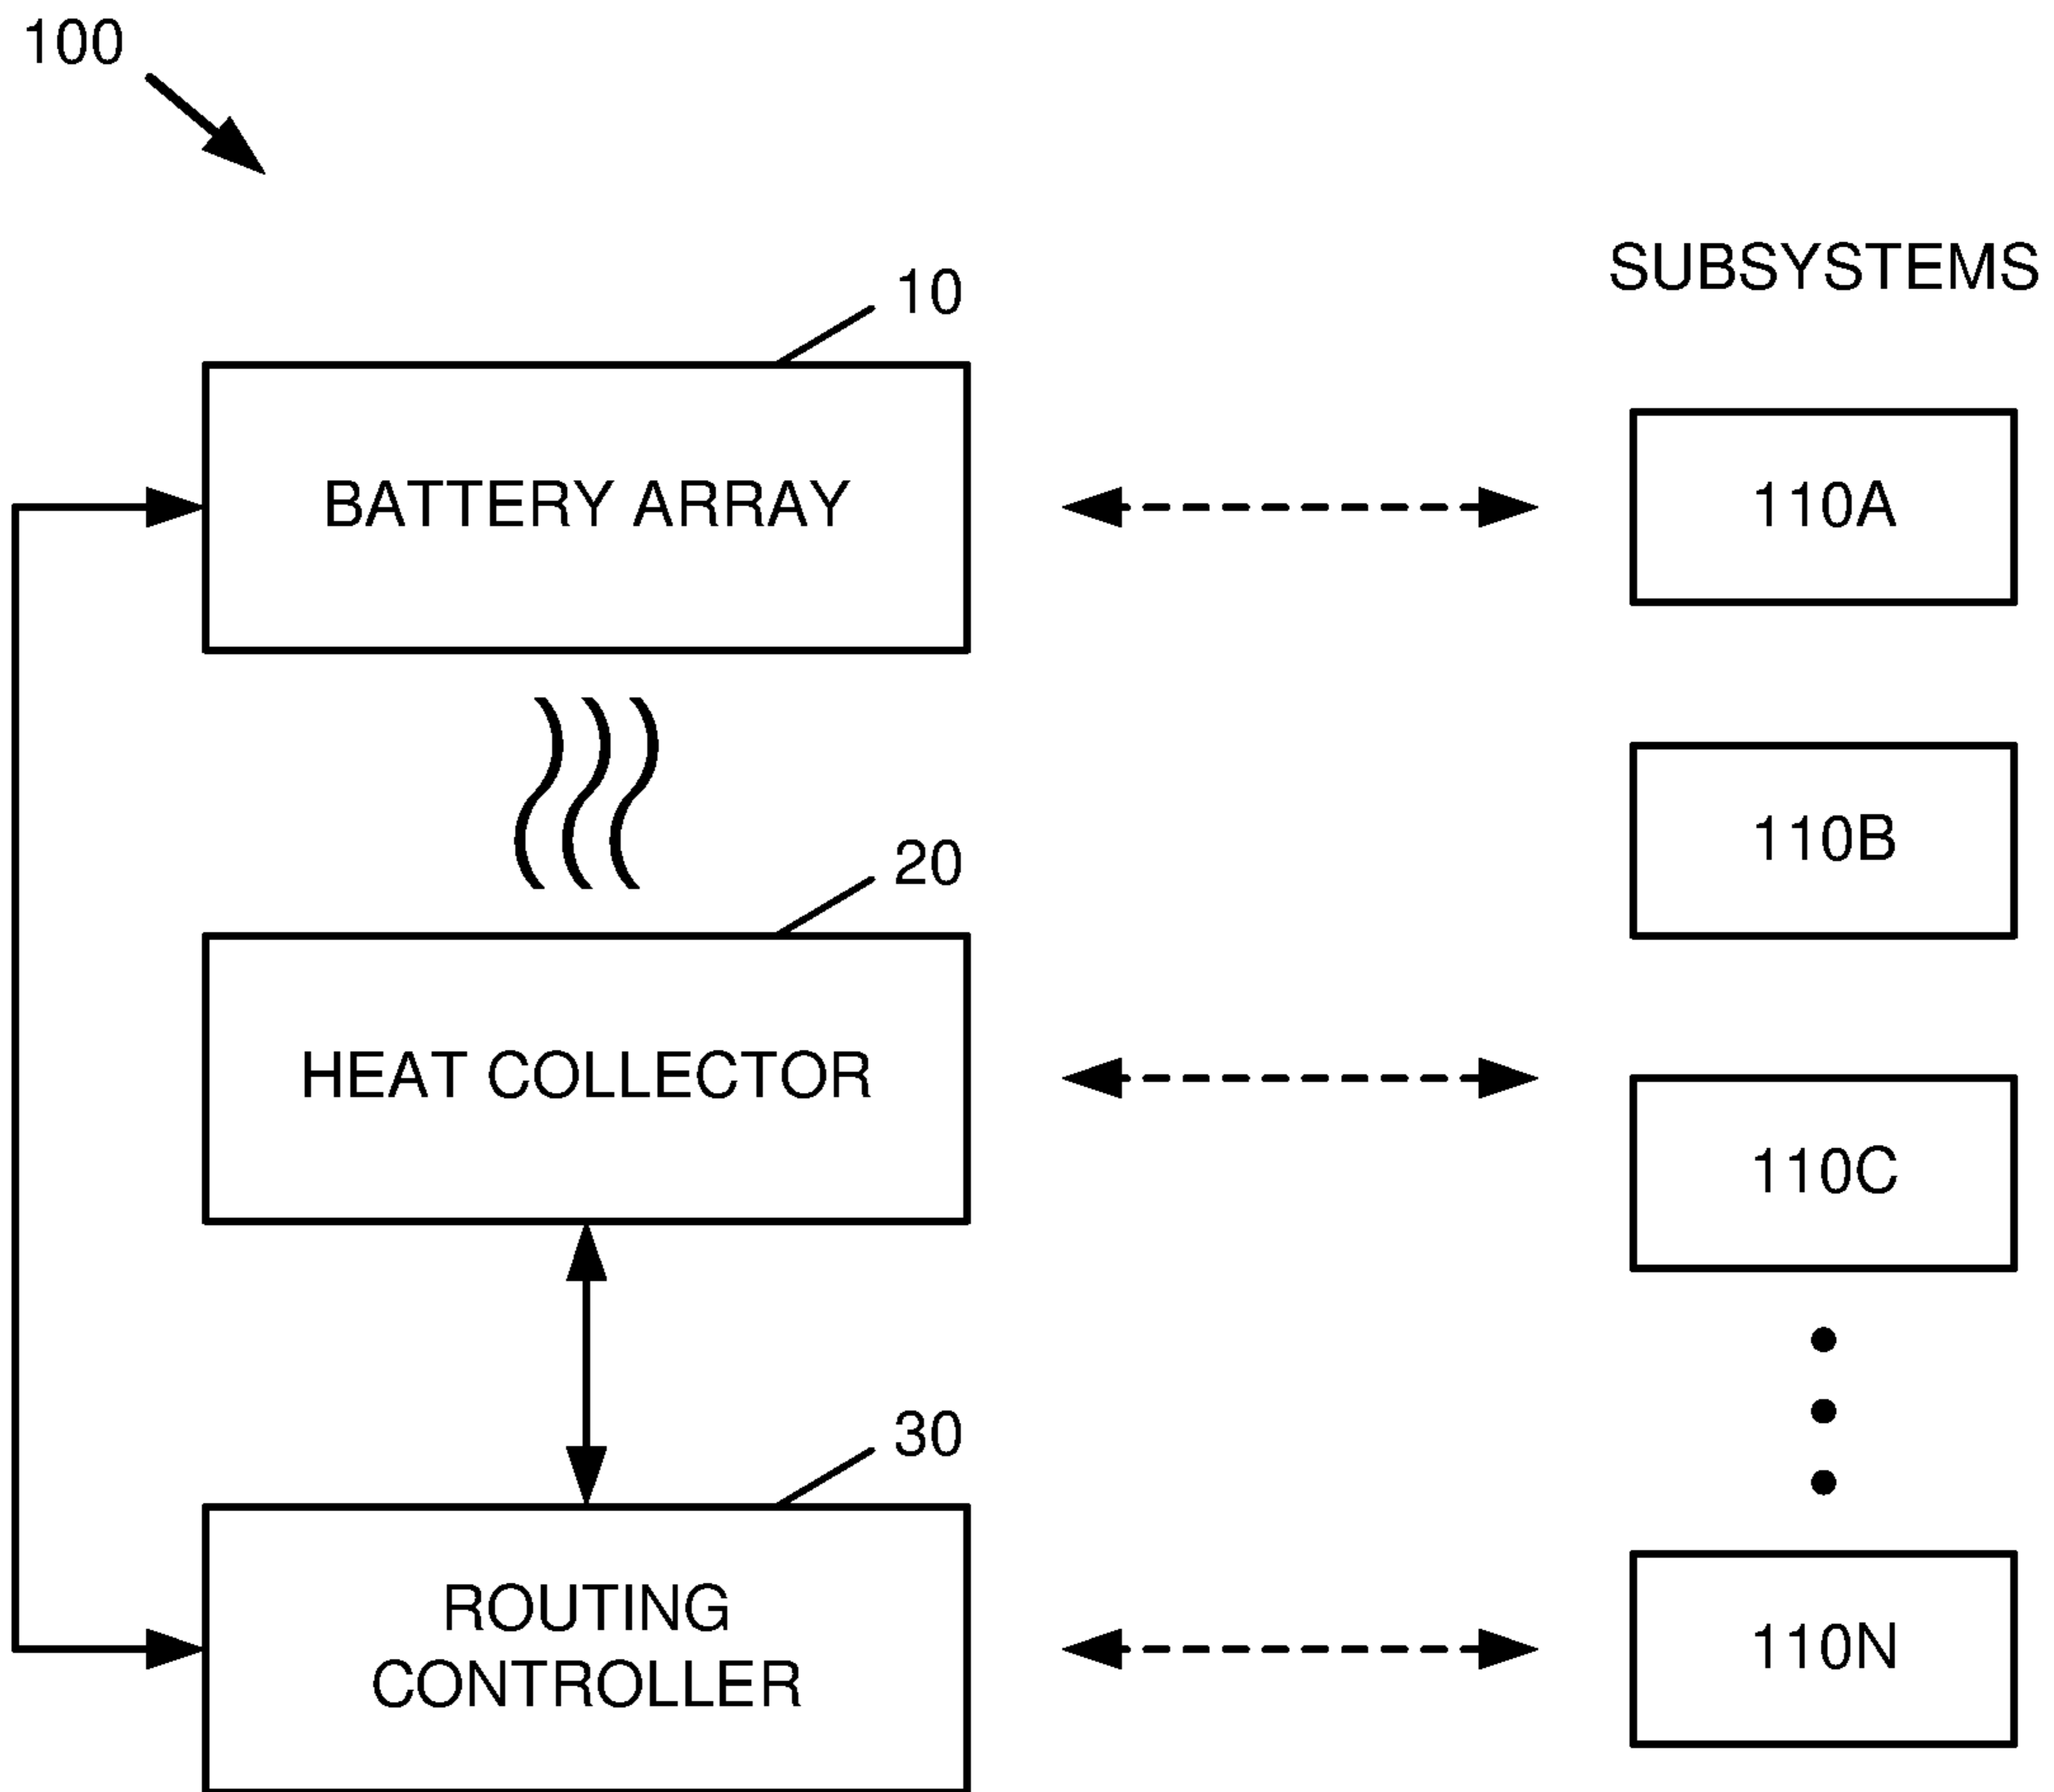 100
SUBSYSTEMS
10
BATTERY ARRAY
110A
110B
20
HEAT COLLECTOR
110C
30
ROUTING
CONTROLLER
110N